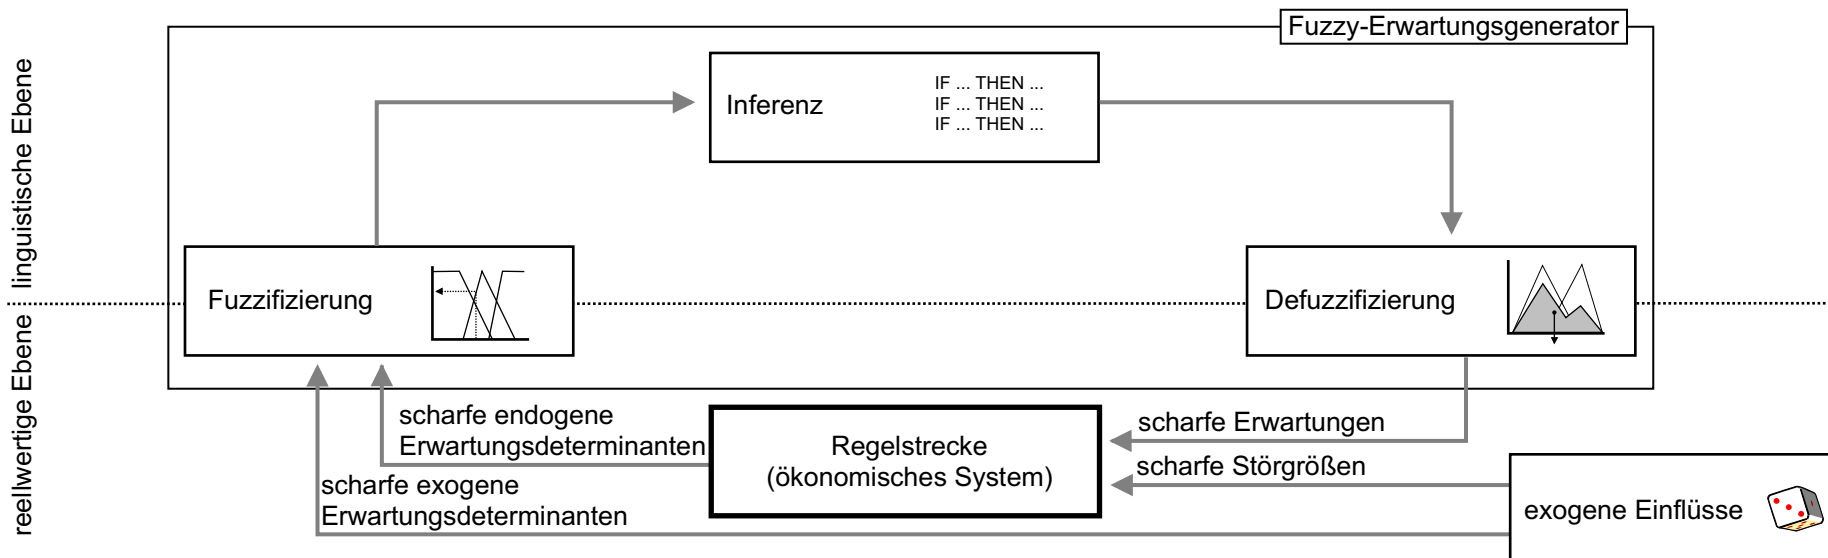 Fuzzy-Erwartungsgenerator
linguistische Ebene
Inferenz
IF ... THEN ...
IF ... THEN ...
IF ... THEN ...
Fuzzifizierung
Defuzzifizierung
reellwertige Ebene
scharfe endogene
Erwartungsdeterminanten
Regelstrecke
(ökonomisches System)
scharfe Erwartungen
scharfe Störgrößen
scharfe exogene
Erwartungsdeterminanten
exogene Einflüsse